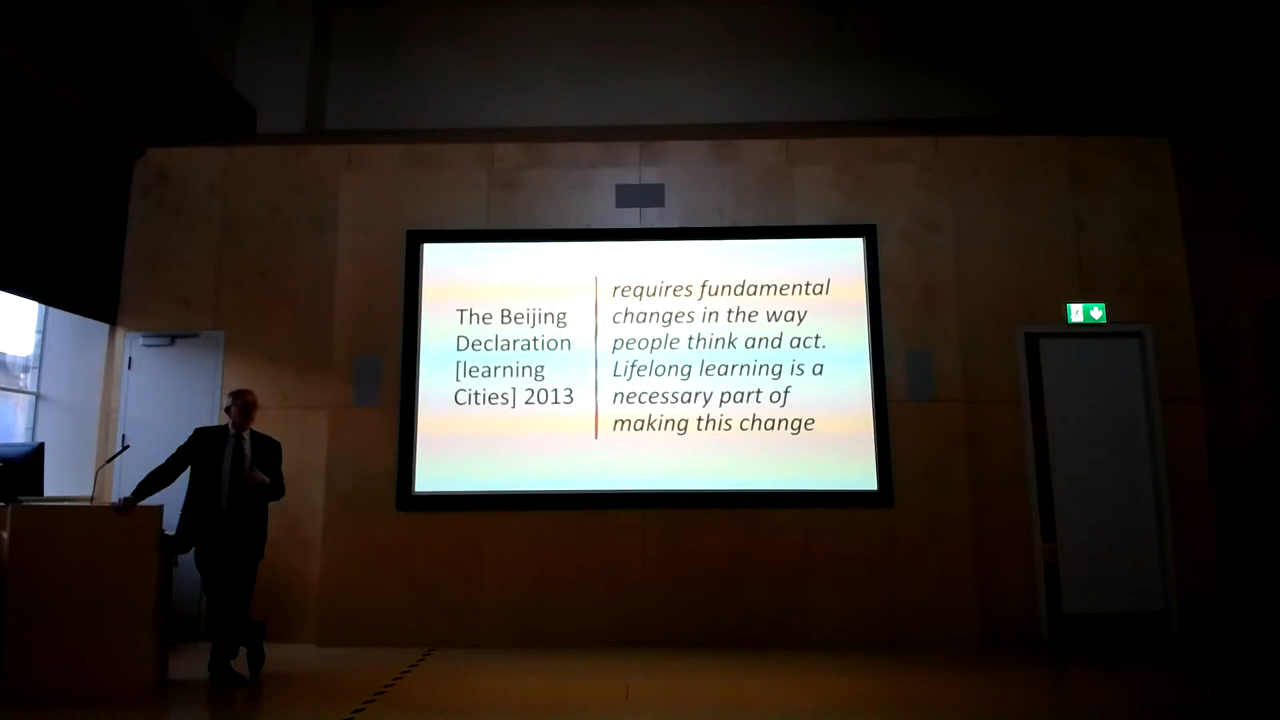 The Beijing
Declaration
[learning
Cities] 2013
requires fundamental
changes in the way
people think and act.
Lifelong learning is a
necessary part of
making this change